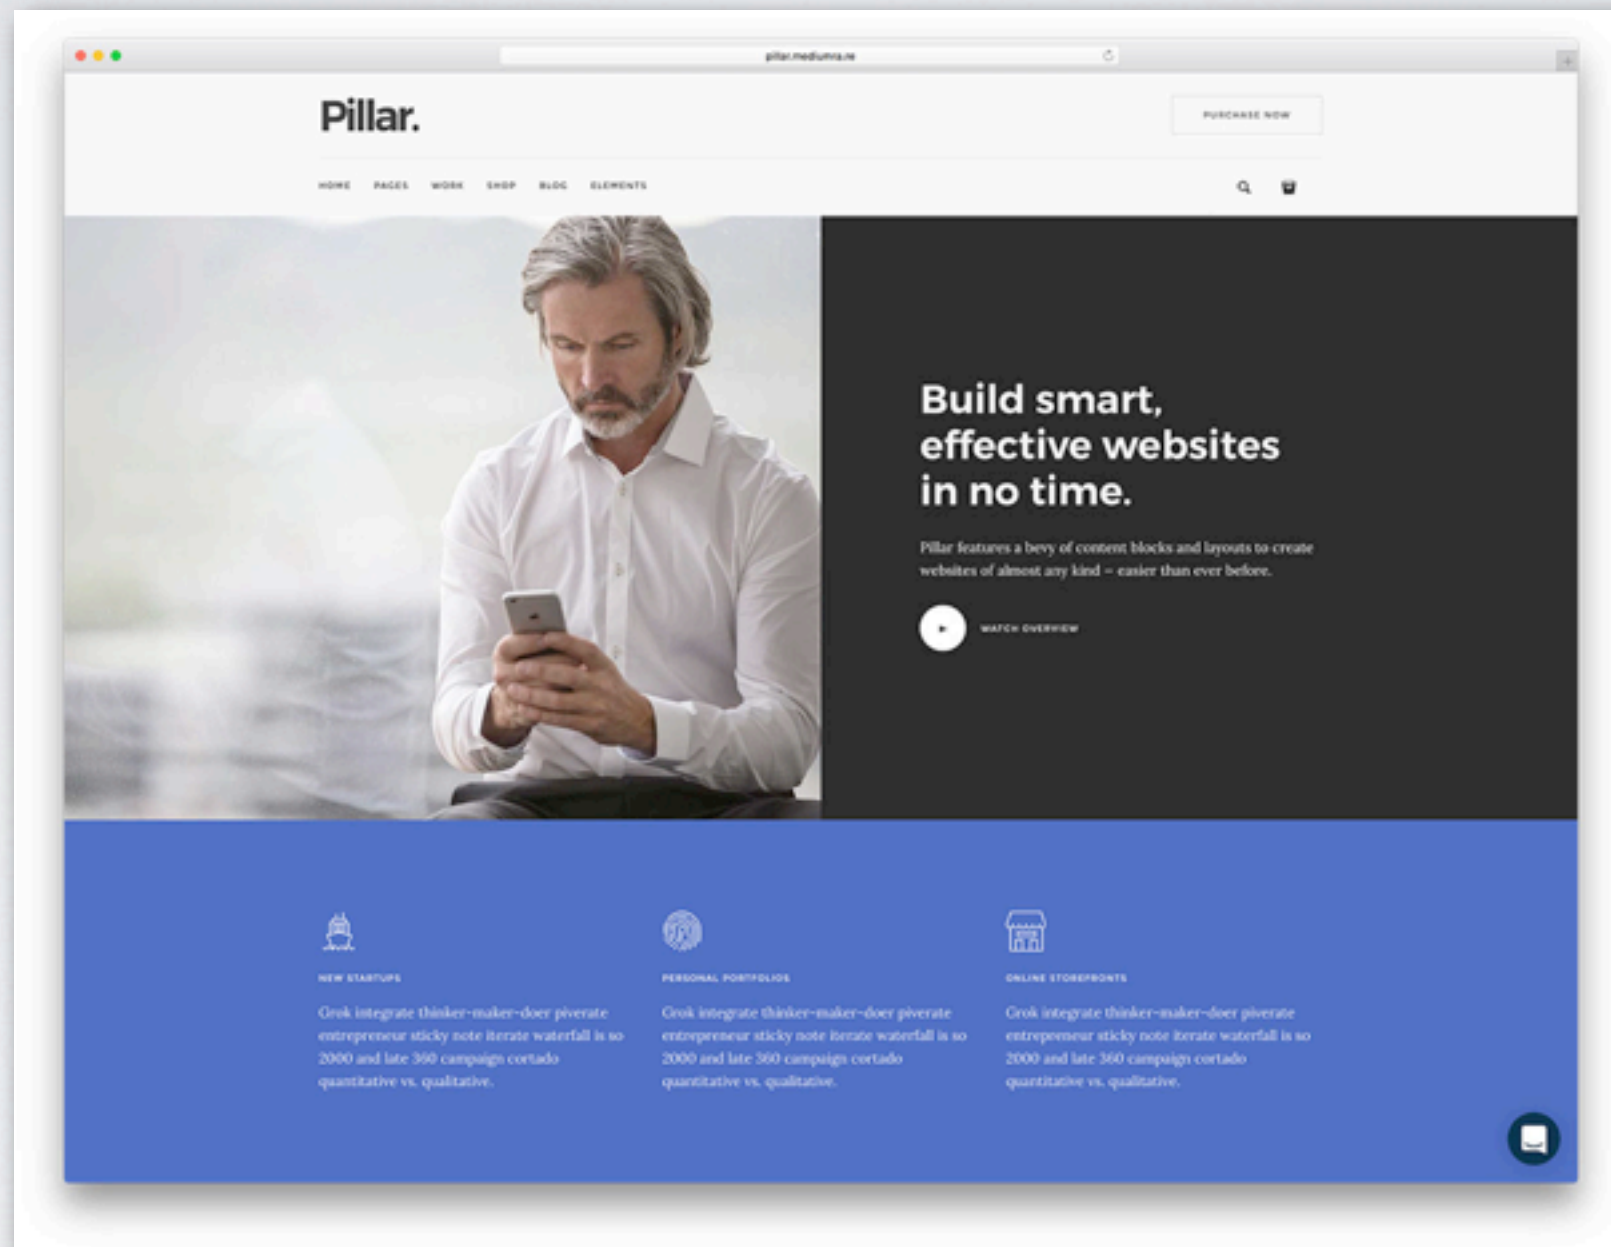 pillar.mediumra.re
Pillar.
PURCHASE NOW
HOME PAGES WORK SHOP BLOG ELEMENTS
Build smart,
effective websites
in no time.
Pillar features a bevy of content blocks and layouts to create
websites of almost any kind – easier than ever before.
WATCH OVERVIEW
NEW STARTUPS
Grok integrate thinker-maker-doer piverate
entrepreneur sticky note iterate waterfall is so
2000 and late 360 campaign cortado
quantitative vs. qualitative.
PERSONAL PORTFOLIOS
Grok integrate thinker-maker-doer piverate
entrepreneur sticky note iterate waterfall is so
2000 and late 360 campaign cortado
quantitative vs. qualitative.
ONLINE STOREFRONTS
Grok integrate thinker-maker-doer piverate
entrepreneur sticky note iterate waterfall is so
2000 and late 360 campaign cortado
quantitative vs. qualitative.